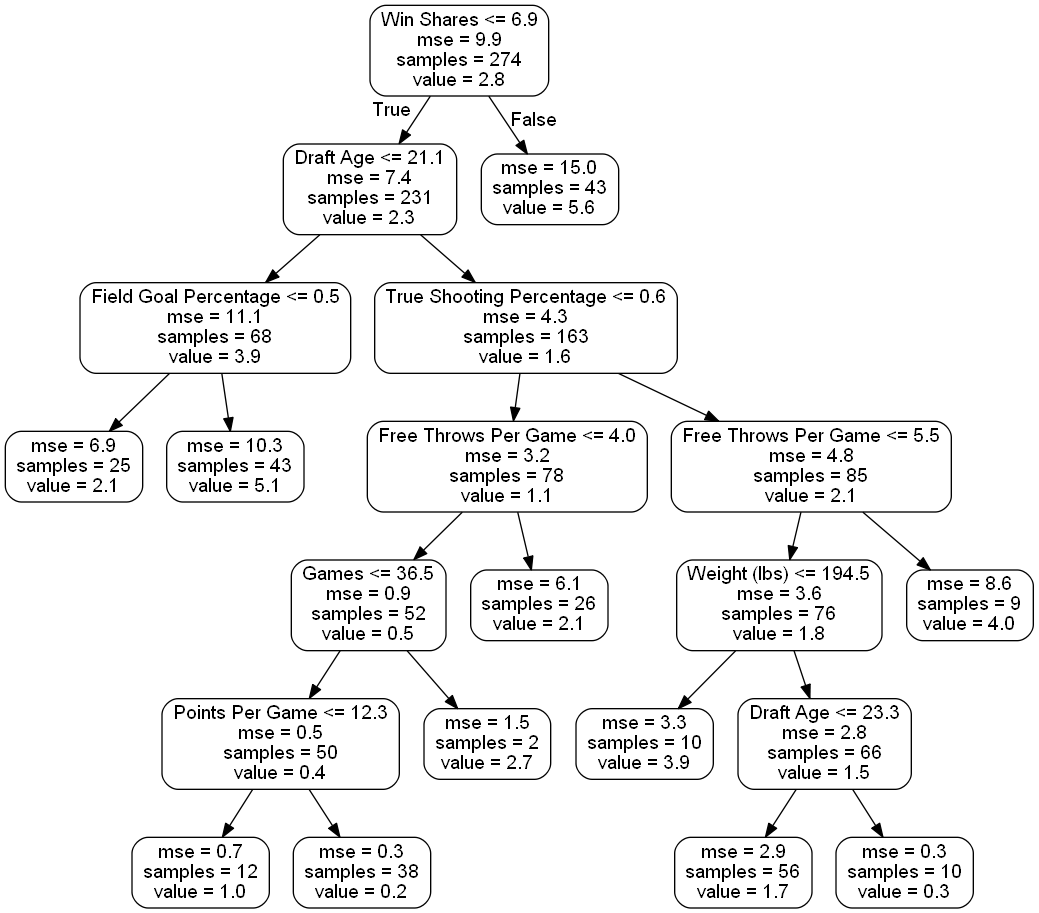 Win Shares <= 6.9
mse = 9.9
samples = 274
value = 2.8
True
False
Draft Age <= 21.1
mse = 7.4
samples = 231
value = 2.3
mse = 15.0
samples = 43
value = 5.6
Field Goal Percentage <= 0.5
mse = 11.1
samples = 68
value = 3.9
True Shooting Percentage <= 0.6
mse = 4.3
samples = 163
value = 1.6
mse = 6.9
samples = 25
value = 2.1
mse = 10.3
samples = 43
value = 5.1
Free Throws Per Game <= 4.0
mse = 3.2
samples = 78
value = 1.1
Free Throws Per Game <= 5.5
mse = 4.8
samples = 85
value = 2.1
Games <= 36.5
mse = 0.9
samples = 52
value = 0.5
mse = 6.1
samples = 26
value = 2.1
Weight (lbs) <= 194.5
mse = 3.6
samples = 76
value = 1.8
mse = 8.6
samples = 9
value = 4.0
Points Per Game <= 12.3
mse = 0.5
samples = 50
value = 0.4
mse = 1.5
samples = 2
value = 2.7
mse = 3.3
samples = 10
value = 3.9
Draft Age <= 23.3
mse = 2.8
samples = 66
value = 1.5
mse = 0.7
samples = 12
value = 1.0
mse = 0.3
samples = 38
value = 0.2
mse = 2.9
samples = 56
value = 1.7
mse = 0.3
samples = 10
value = 0.3